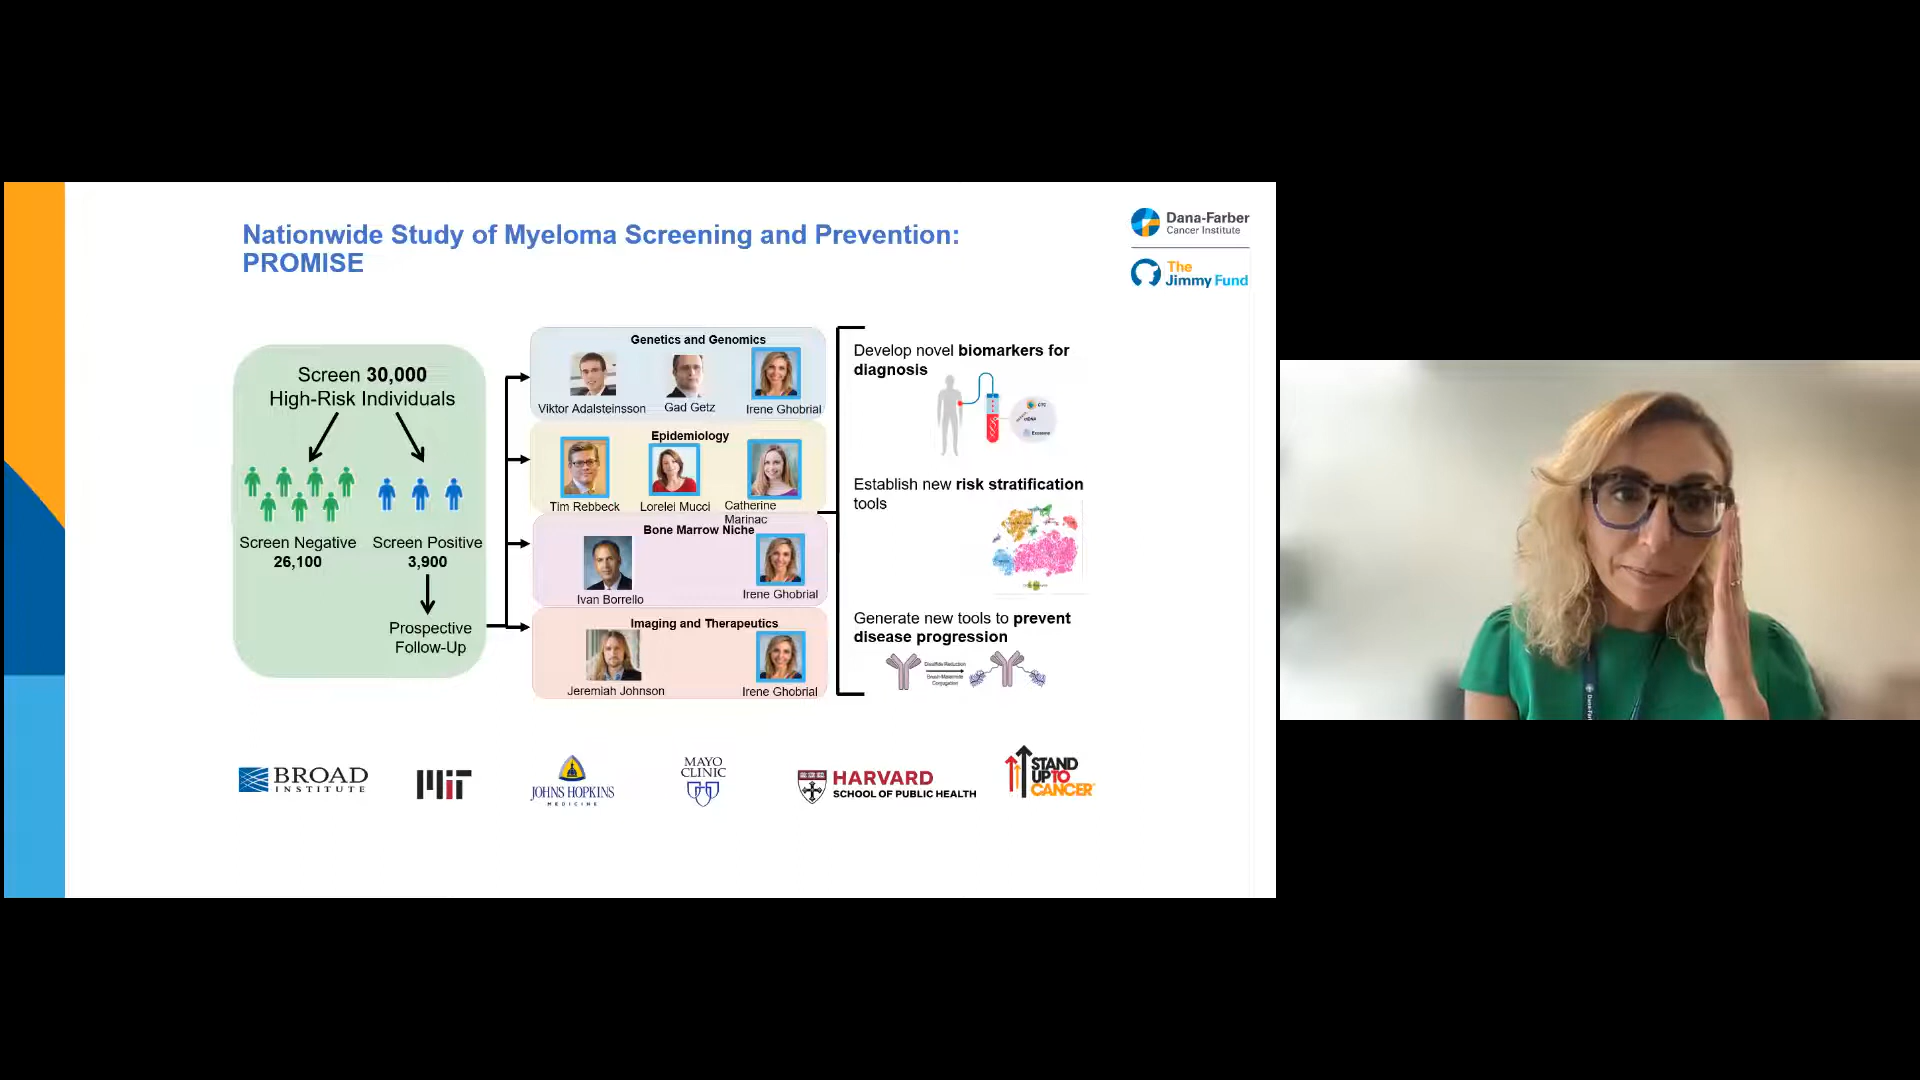 Nationwide Study of Myeloma Screening and Prevention:
PROMISE
Dana-Farber
Cancer Institute
The
Jimmy Fund
Screen 30,000
High-Risk Individuals
Screen Negative
26,100
Screen Positive
3,900
Prospective
Follow-Up
Genetics and Genomics
Viktor Adalsteinsson
Gad Getz
Irene Ghobrial
Epidemiology
Tim Rebbeck
Lorelei Mucci
Catherine
Marinac
Bone Marrow Niche
Ivan Borrello
Irene Ghobrial
Imaging and Therapeutics
Jeremiah Johnson
Irene Ghobrial
Develop novel biomarkers for
diagnosis
CTC
Establish new risk stratification
tools
Generate new tools to prevent
disease progression
Disulfide Reduction
Conjugation
BROAD
INSTITUTE
MIT
JOHNS HOPKINS
MEDICINE
MAYO
CLINIC
HARVARD
SCHOOL OF PUBLIC HEALTH
STAND
UP TO
CANCER